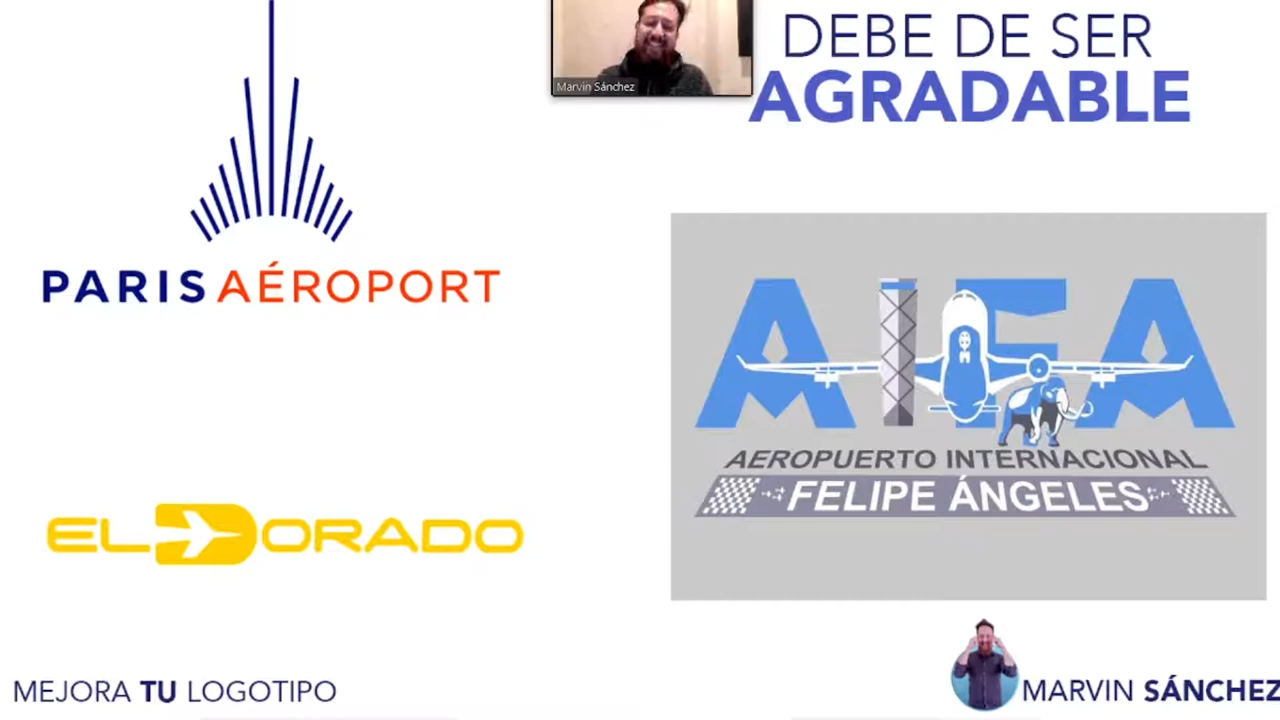 Marvin Sánchez
DEBE DE SER
AGRADABLE
PARIS AÉROPORT
AIFA
AEROPUERTO INTERNACIONAL
FELIPE ÁNGELES
EL DORADO
MEJORA TU LOGOTIPO
MARVIN SÁNCHEZ